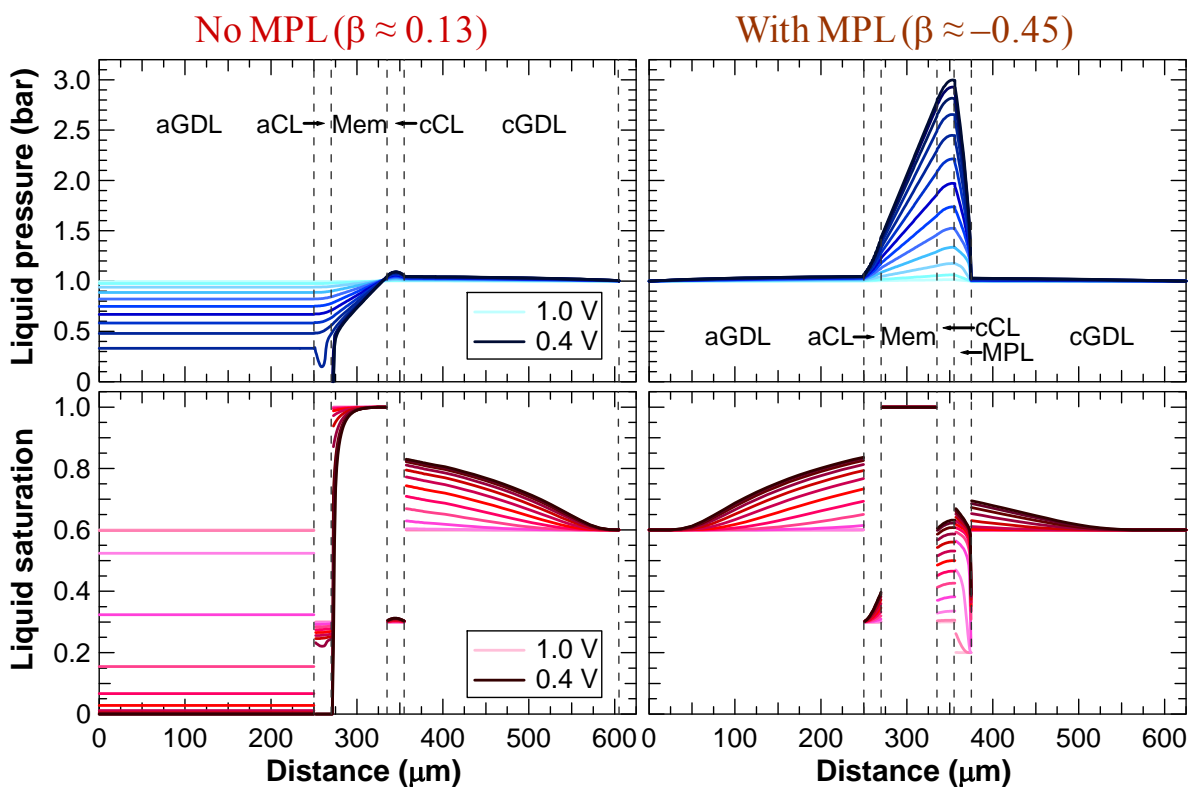 No MPL (β ≈ 0.13)
With MPL (β ≈ –0.45)
Liquid pressure (bar)
3.0
2.5
2.0
1.5
1.0
0.5
0
aGDL
aCL
Mem
cCL
cGDL
1.0 V
0.4 V
aGDL
aCL
Mem
cCL
MPL
cGDL
Liquid saturation
1.0
0.8
0.6
0.4
0.2
0
1.0 V
0.4 V
0 100 200 300 400 500 600
0 100 200 300 400 500 600
Distance (μm)
Distance (μm)